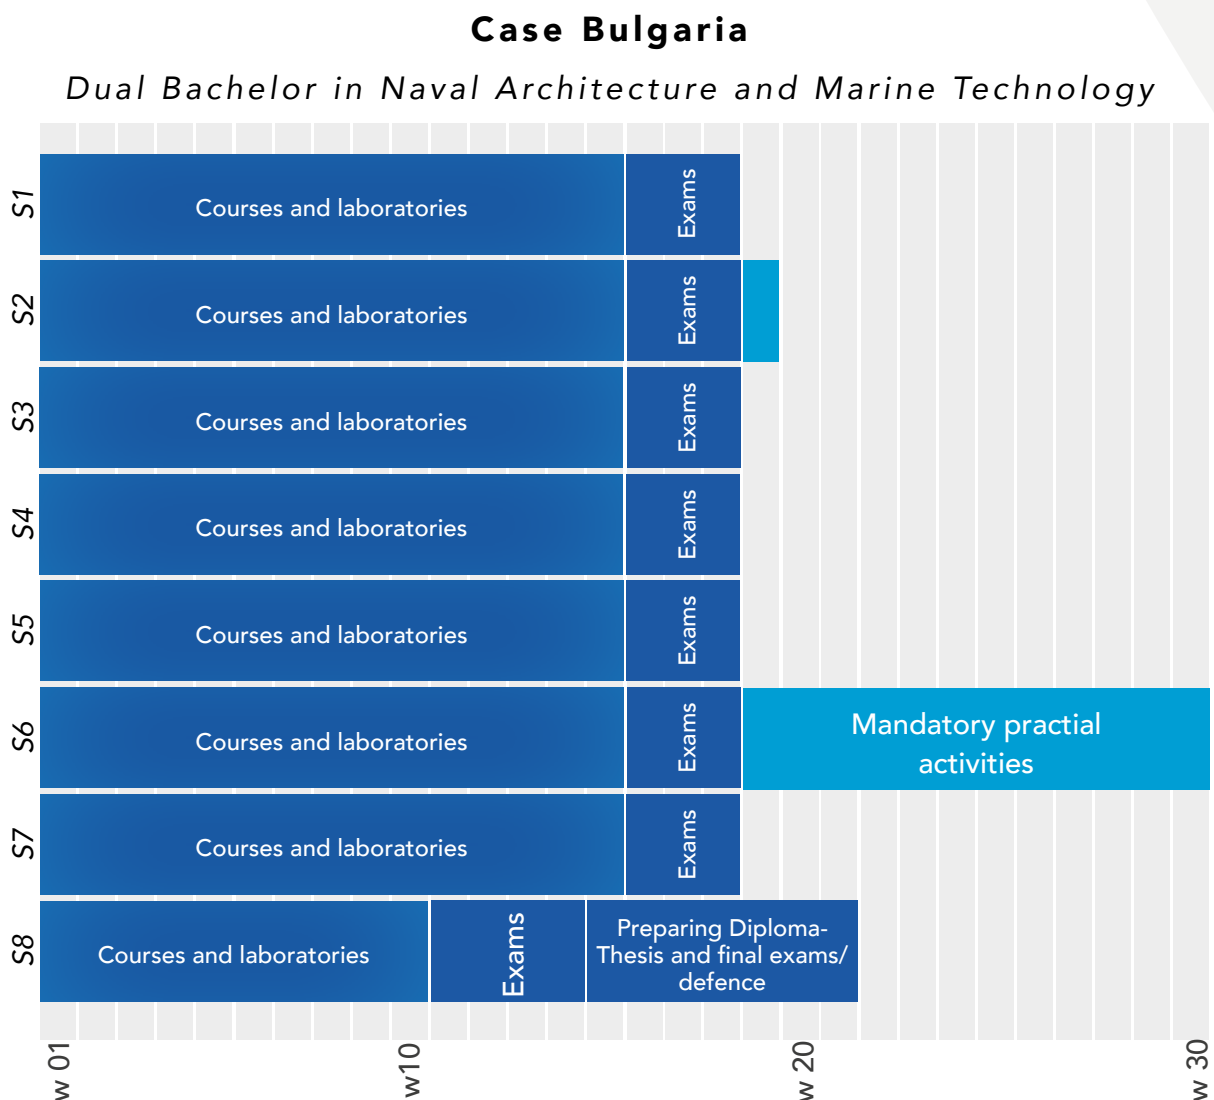 Case Bulgaria
Dual Bachelor in Naval Architecture and Marine Technology
S1
Courses and laboratories
Exams
S2
Courses and laboratories
Exams
S3
Courses and laboratories
Exams
S4
Courses and laboratories
Exams
S5
Courses and laboratories
Exams
S6
Courses and laboratories
Exams
Mandatory practial
activities
S7
Courses and laboratories
Exams
S8
Courses and laboratories
Exams
Preparing Diploma-
Thesis and final exams/
defence
w 01
w10
w 20
w 30